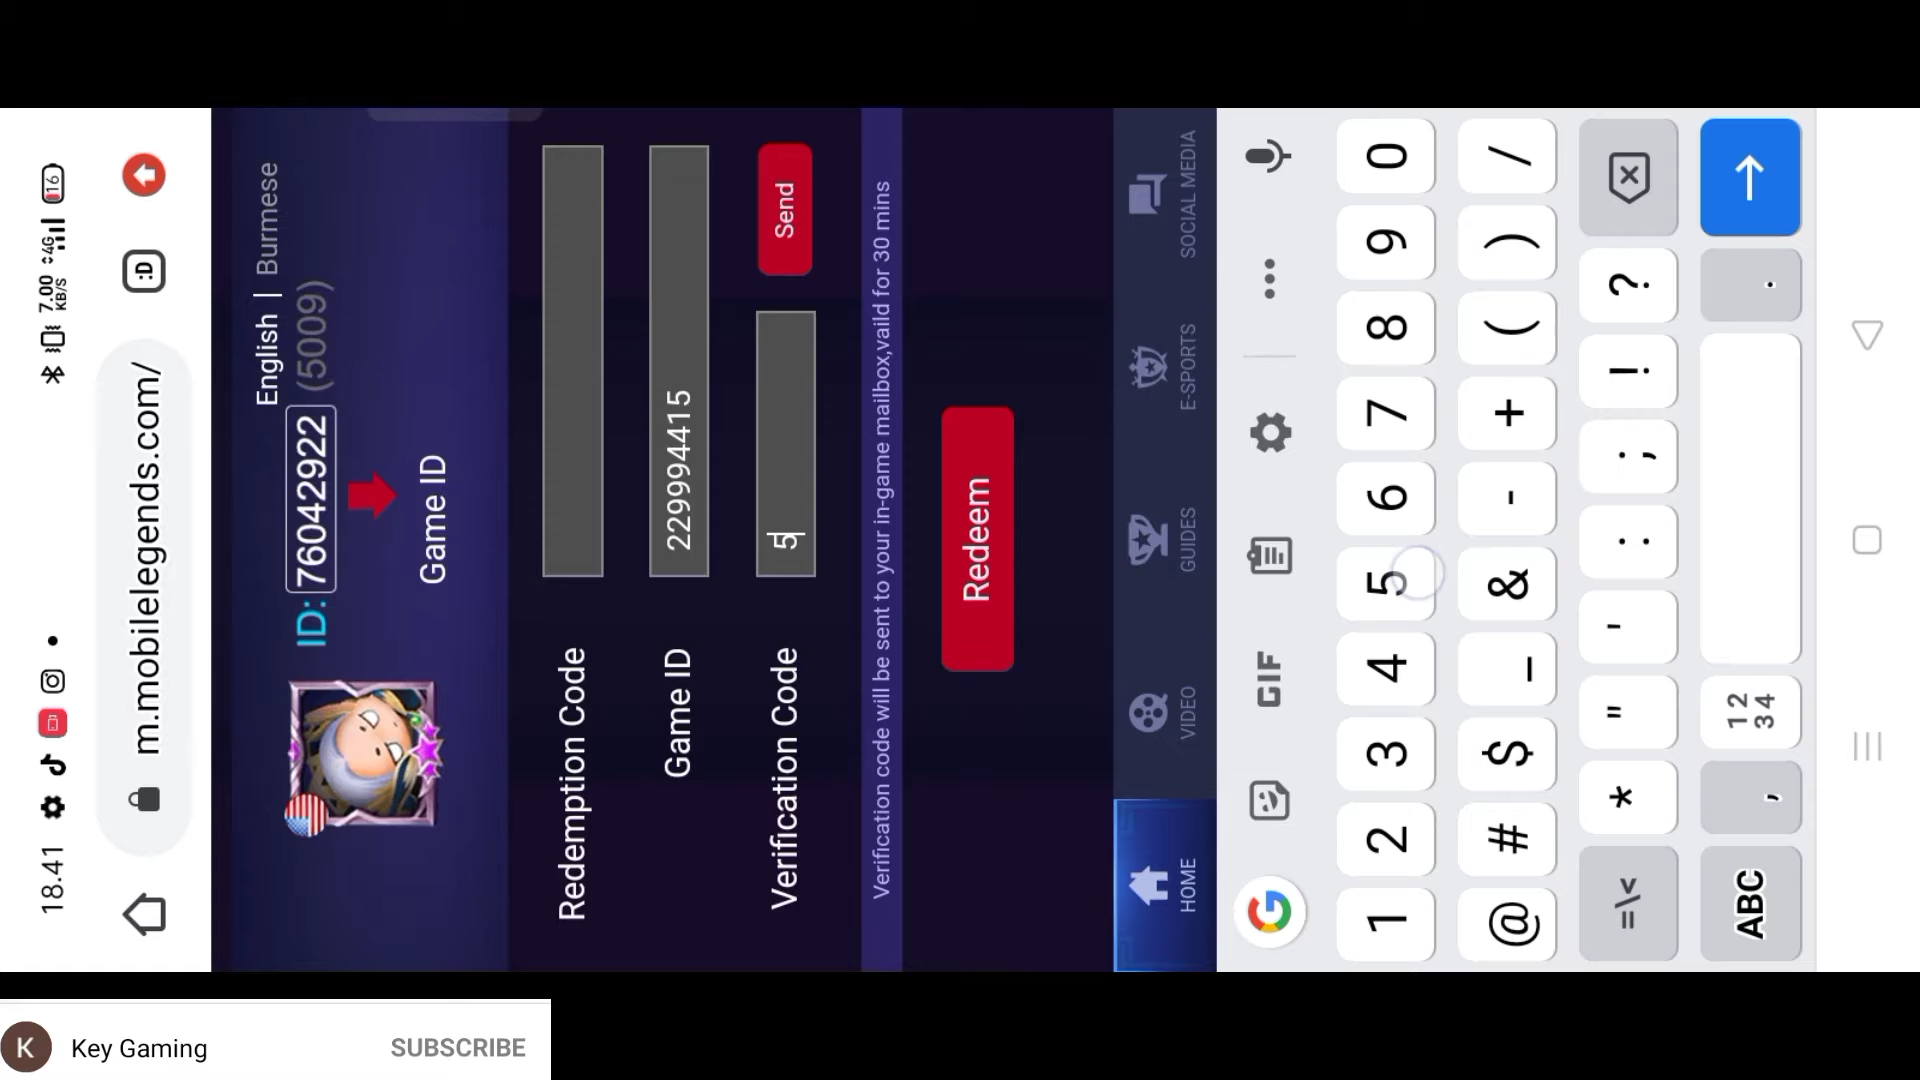 18.41
7.00 KB/S
4G
16
:D
m.mobilelegends.com/
English | Burmese
ID: 76042922 (5009)
Game ID
Redemption Code
Game ID 2299994415
Verification Code 5 Send
Verification code will be sent to your in-game mailbox,vaild for 30 mins
Redeem
HOME VIDEO GUIDES E-SPORTS SOCIAL MEDIA
G GIF
1 2 3 4 5 6 7 8 9 0
@ # $ _ & - + ( ) /
=\< * " ' : ; ! ?
ABC , 12 34 .
K Key Gaming SUBSCRIBE